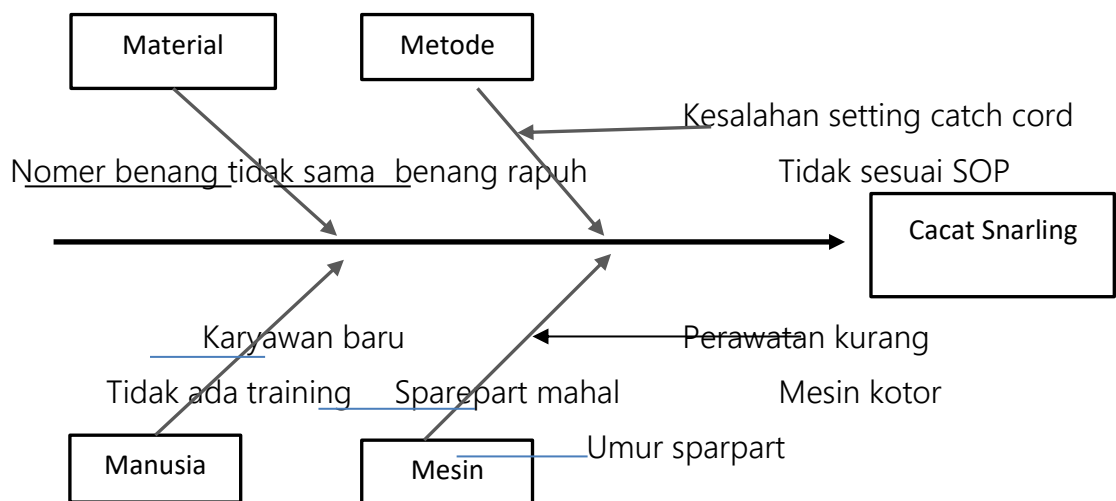 Material
Metode
Kesalahan setting catch cord
Nomer benang tidak sama benang rapuh Tidak sesuai SOP
Cacat Snarling
Karyawan baru Perawatan kurang
Tidak ada training Sparepart mahal Mesin kotor
Umur sparpart
Manusia
Mesin